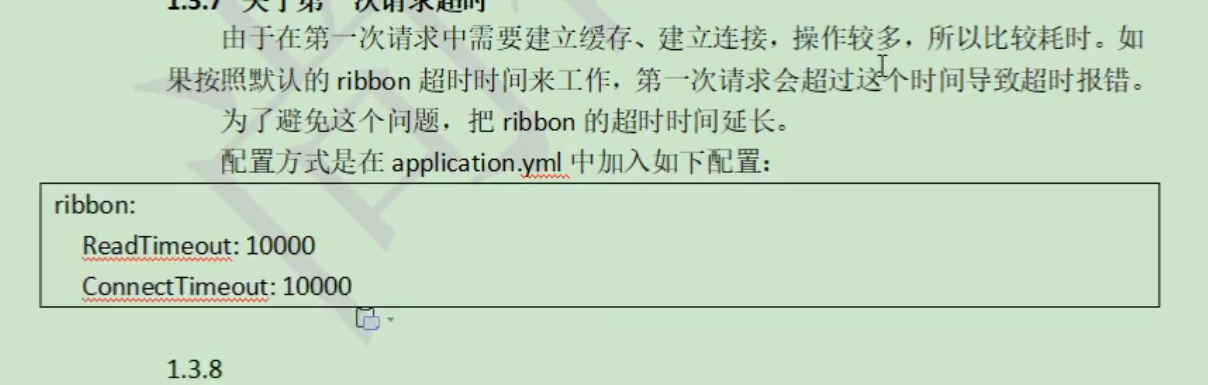 1.3.7 关于第一次请求超时
由于在第一次请求中需要建立缓存、建立连接，操作较多，所以比较耗时。如
果按照默认的 ribbon 超时时间来工作，第一次请求会超过这个时间导致超时报错。
为了避免这个问题，把 ribbon 的超时时间延长。
配置方式是在 application.yml 中加入如下配置：
ribbon:
ReadTimeout: 10000
ConnectTimeout: 10000
1.3.8